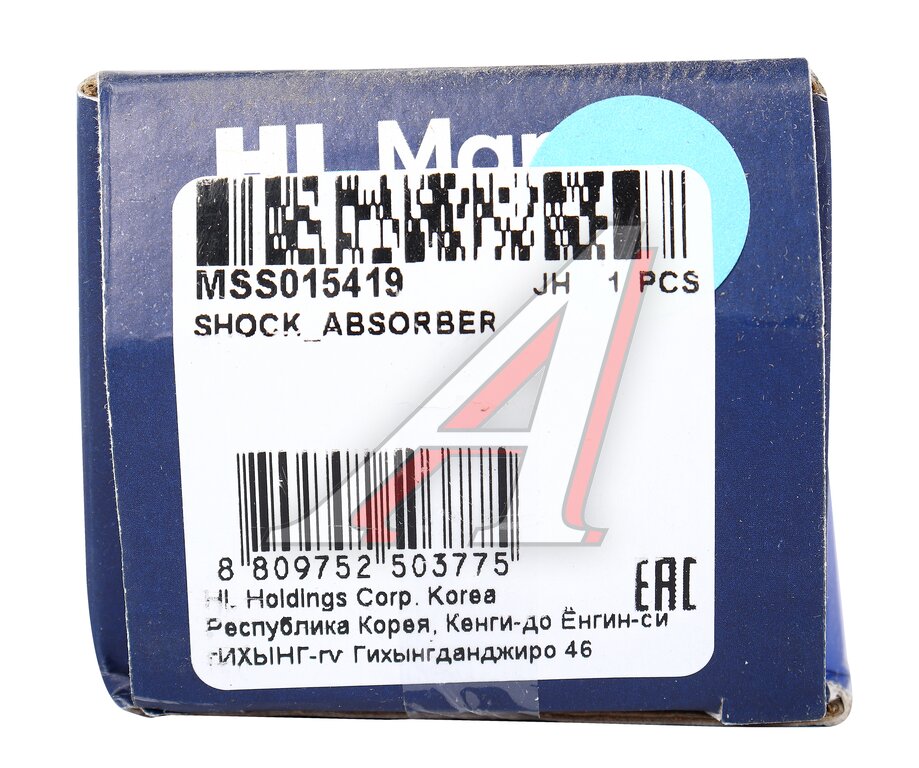 HL Man
MSS015419 JH 1 PCS
SHOCK_ABSORBER
8 809752 503775
EAC
HL Holdings Corp. Korea
Республика Корея, Кенги-до Ёнгин-си
гИХЫНГ-гу Гихынгданджиро 46